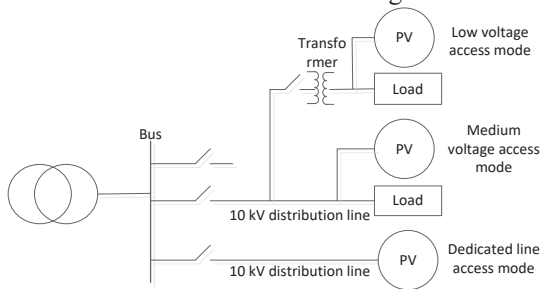 Transfo
rmer
PV
Low voltage
access mode
Load
Bus
PV
Medium
voltage access
mode
Load
10 kV distribution line
PV
Dedicated line
access mode
10 kV distribution line